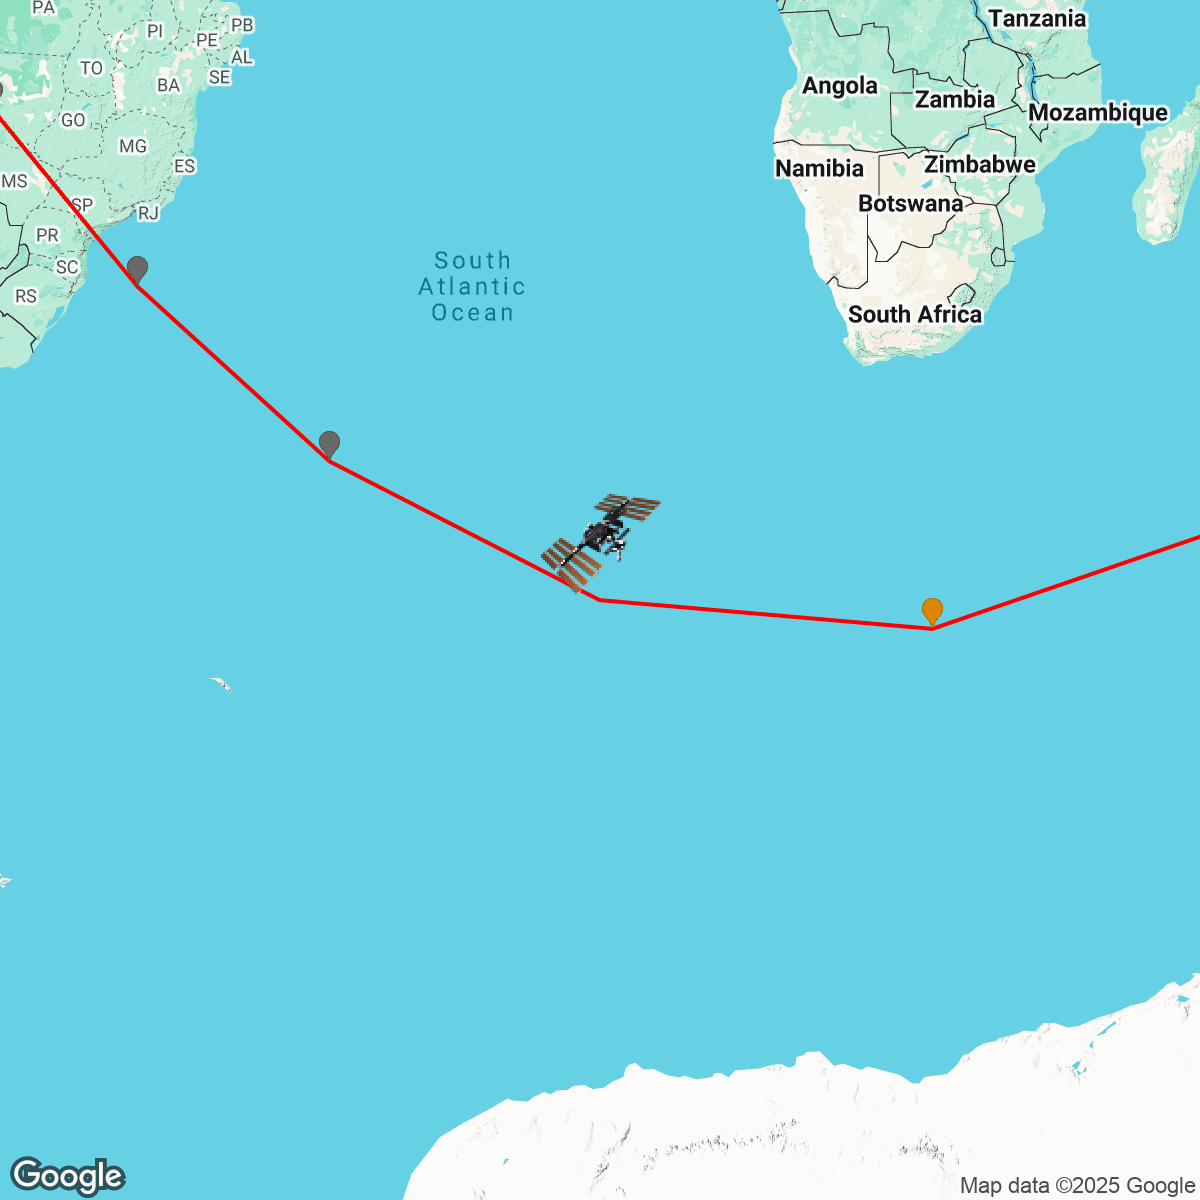 PA
PB
PI
PE
AL
TO
SE
BA
GO
MG
ES
MS
SP
RJ
PR
SC
RS
Tanzania
Angola
Zambia
Mozambique
Namibia
Zimbabwe
Botswana
South Africa
South
Atlantic
Ocean
Google
Map data ©2025 Google